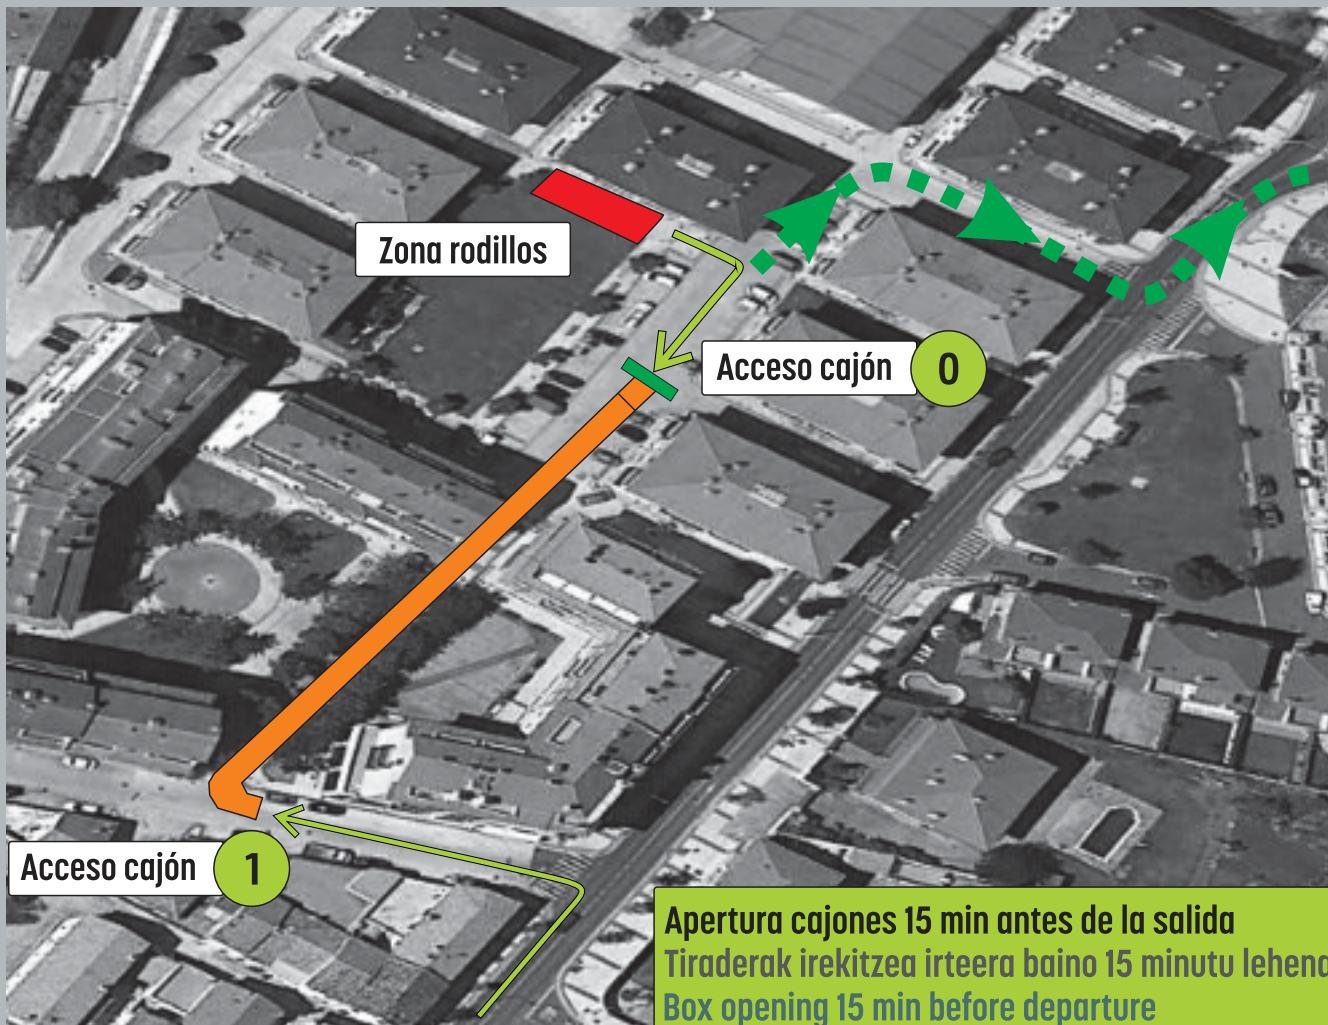 Zona rodillos
Acceso cajón 0
Acceso cajón 1
Apertura cajones 15 min antes de la salida
Tiraderak irekitzea irteera baino 15 minutu lehena
Box opening 15 min before departure